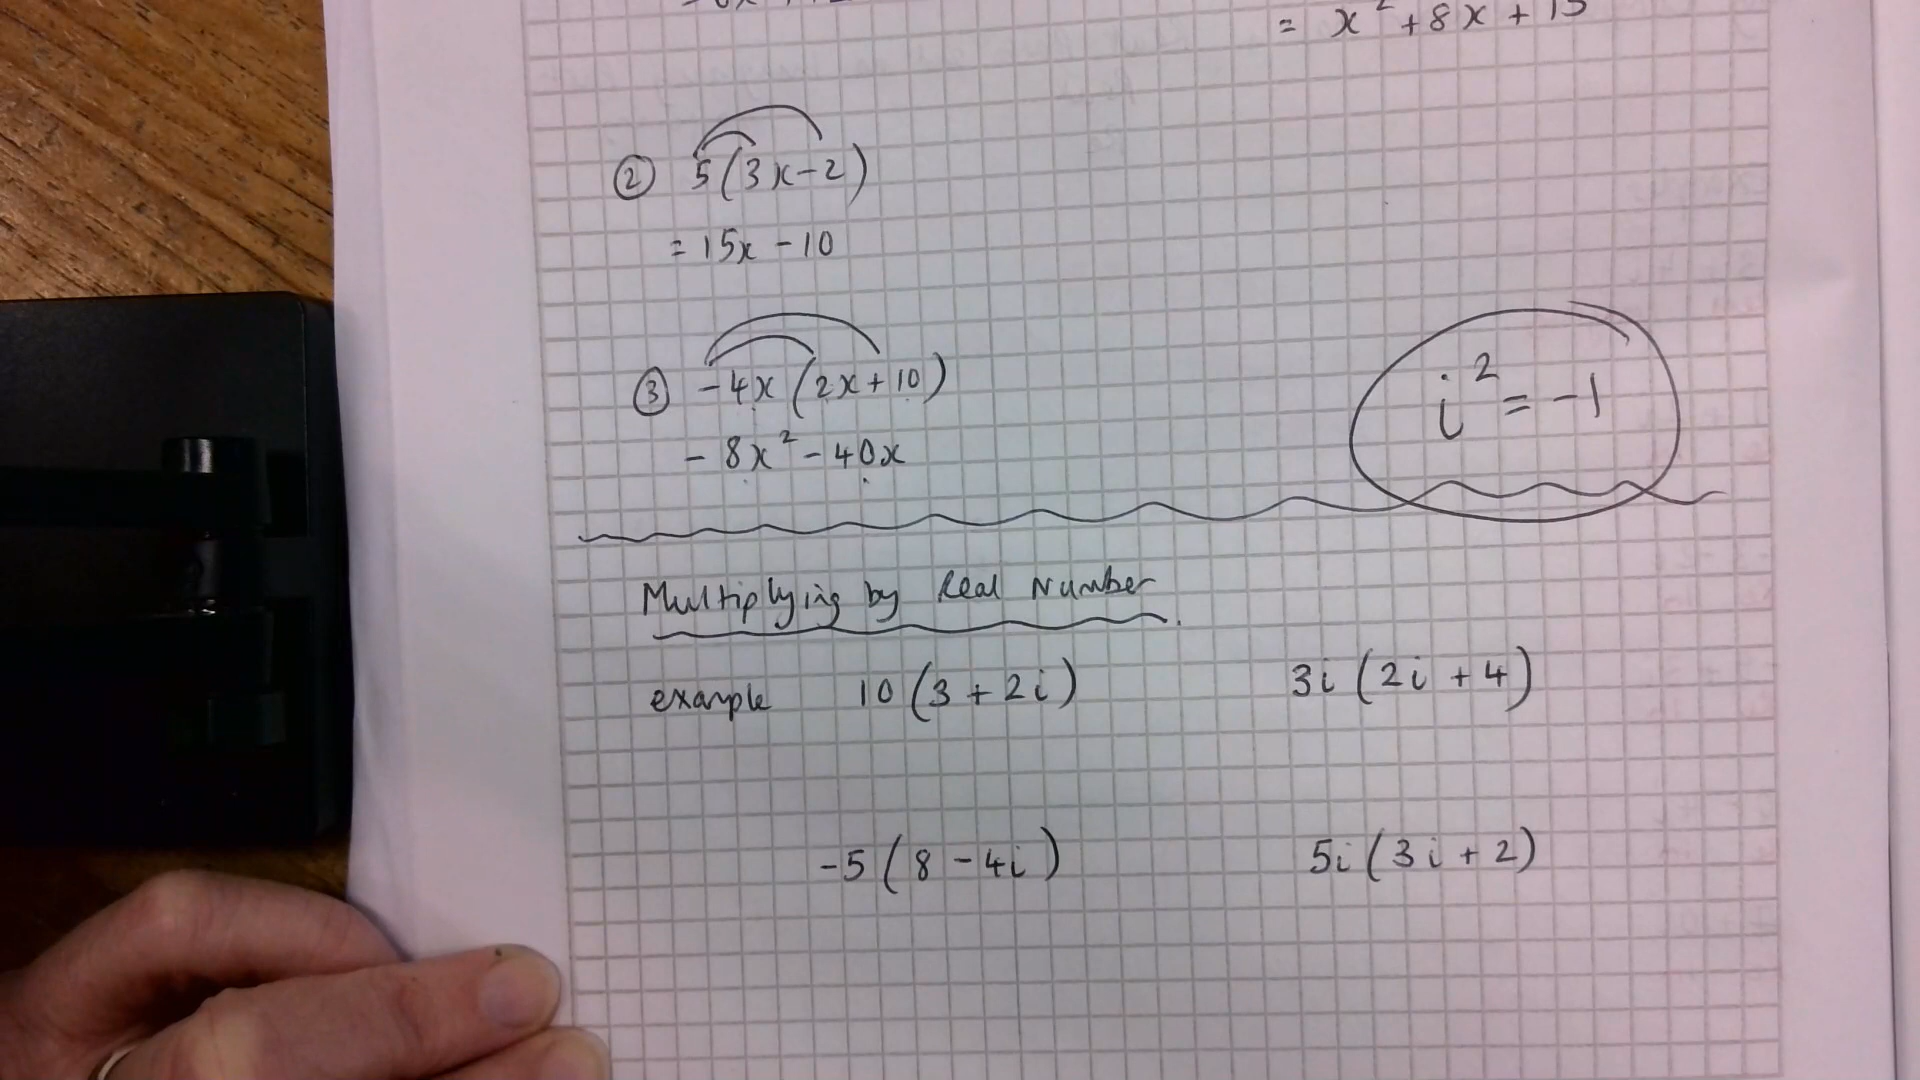 = x² + 8x + 15
② 5(3x-2)
= 15x - 10
③ -4x(2x+10)
- 8x² - 40x
i² = -1
Multiplying by Real Number
example 10(3+2i) 3i(2i+4)
-5(8-4i) 5i(3i+2)